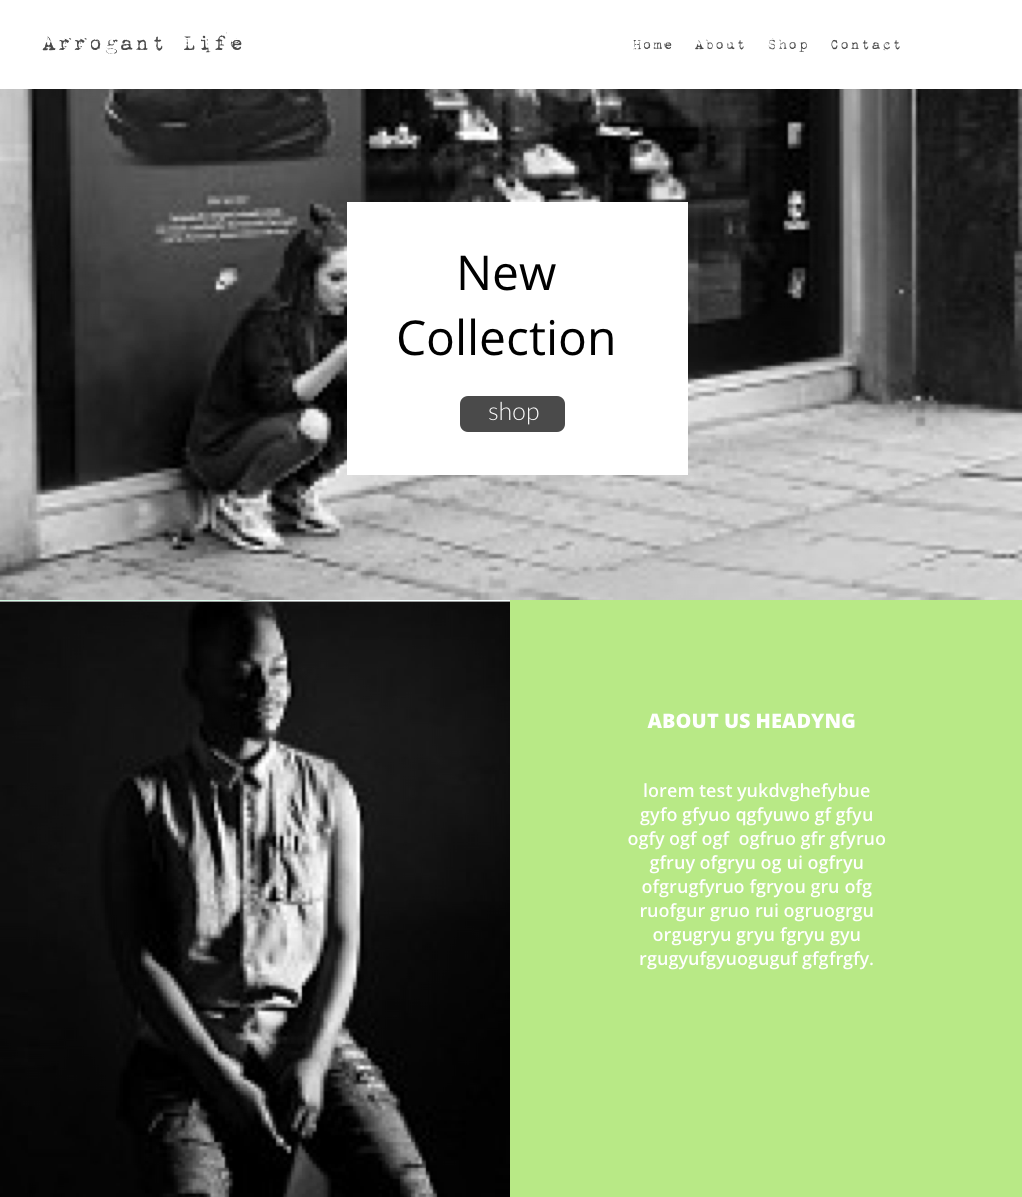 Arrogant Life
Home About Shop Contact
New
Collection
shop
ABOUT US HEADYNG
lorem test yukdvghefybue
gyfo gfyuo qgfyuwo gf gfyu
ogfy ogf ogf  ogfruo gfr gfyruo
gfruy ofgryu og ui ogfryu
ofgrugfyruo fgryou gru ofg
ruofgur gruo rui ogruogrgu
orgugryu gryu fgryu gyu
rgugyufgyuoguguf gfgfrgfy.